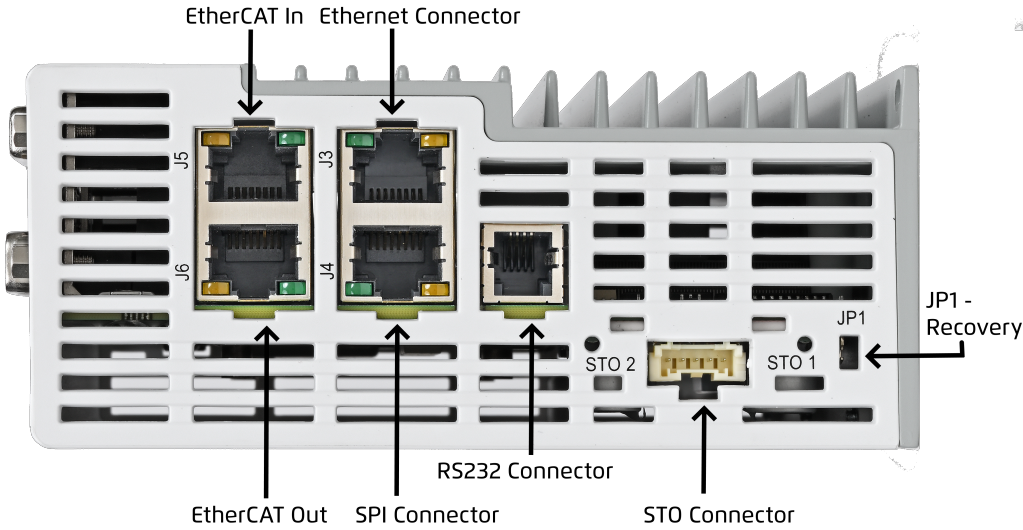 EtherCAT In
Ethernet Connector
J5
J3
J6
J4
JP1 -
Recovery
JP1
STO 2
STO 1
RS232 Connector
EtherCAT Out
SPI Connector
STO Connector